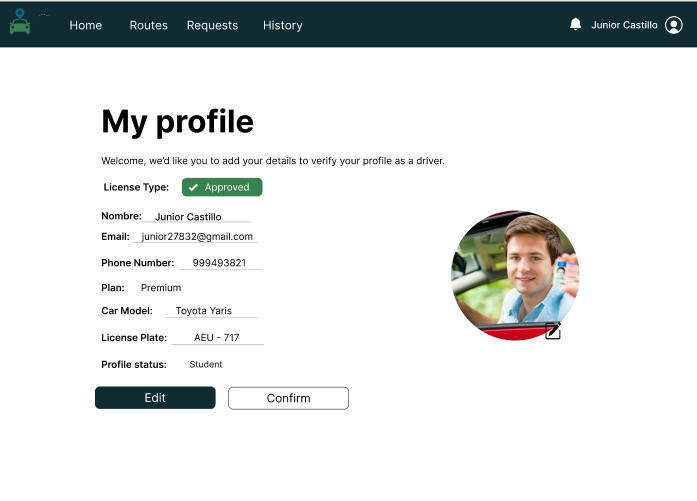 Home Routes Requests History Junior Castillo
My profile
Welcome, we'd like you to add your details to verify your profile as a driver.
License Type: Approved
Nombre: Junior Castillo
Email: junior27832@gmail.com
Phone Number: 999493821
Plan: Premium
Car Model: Toyota Yaris
License Plate: AEU - 717
Profile status: Student
Edit Confirm